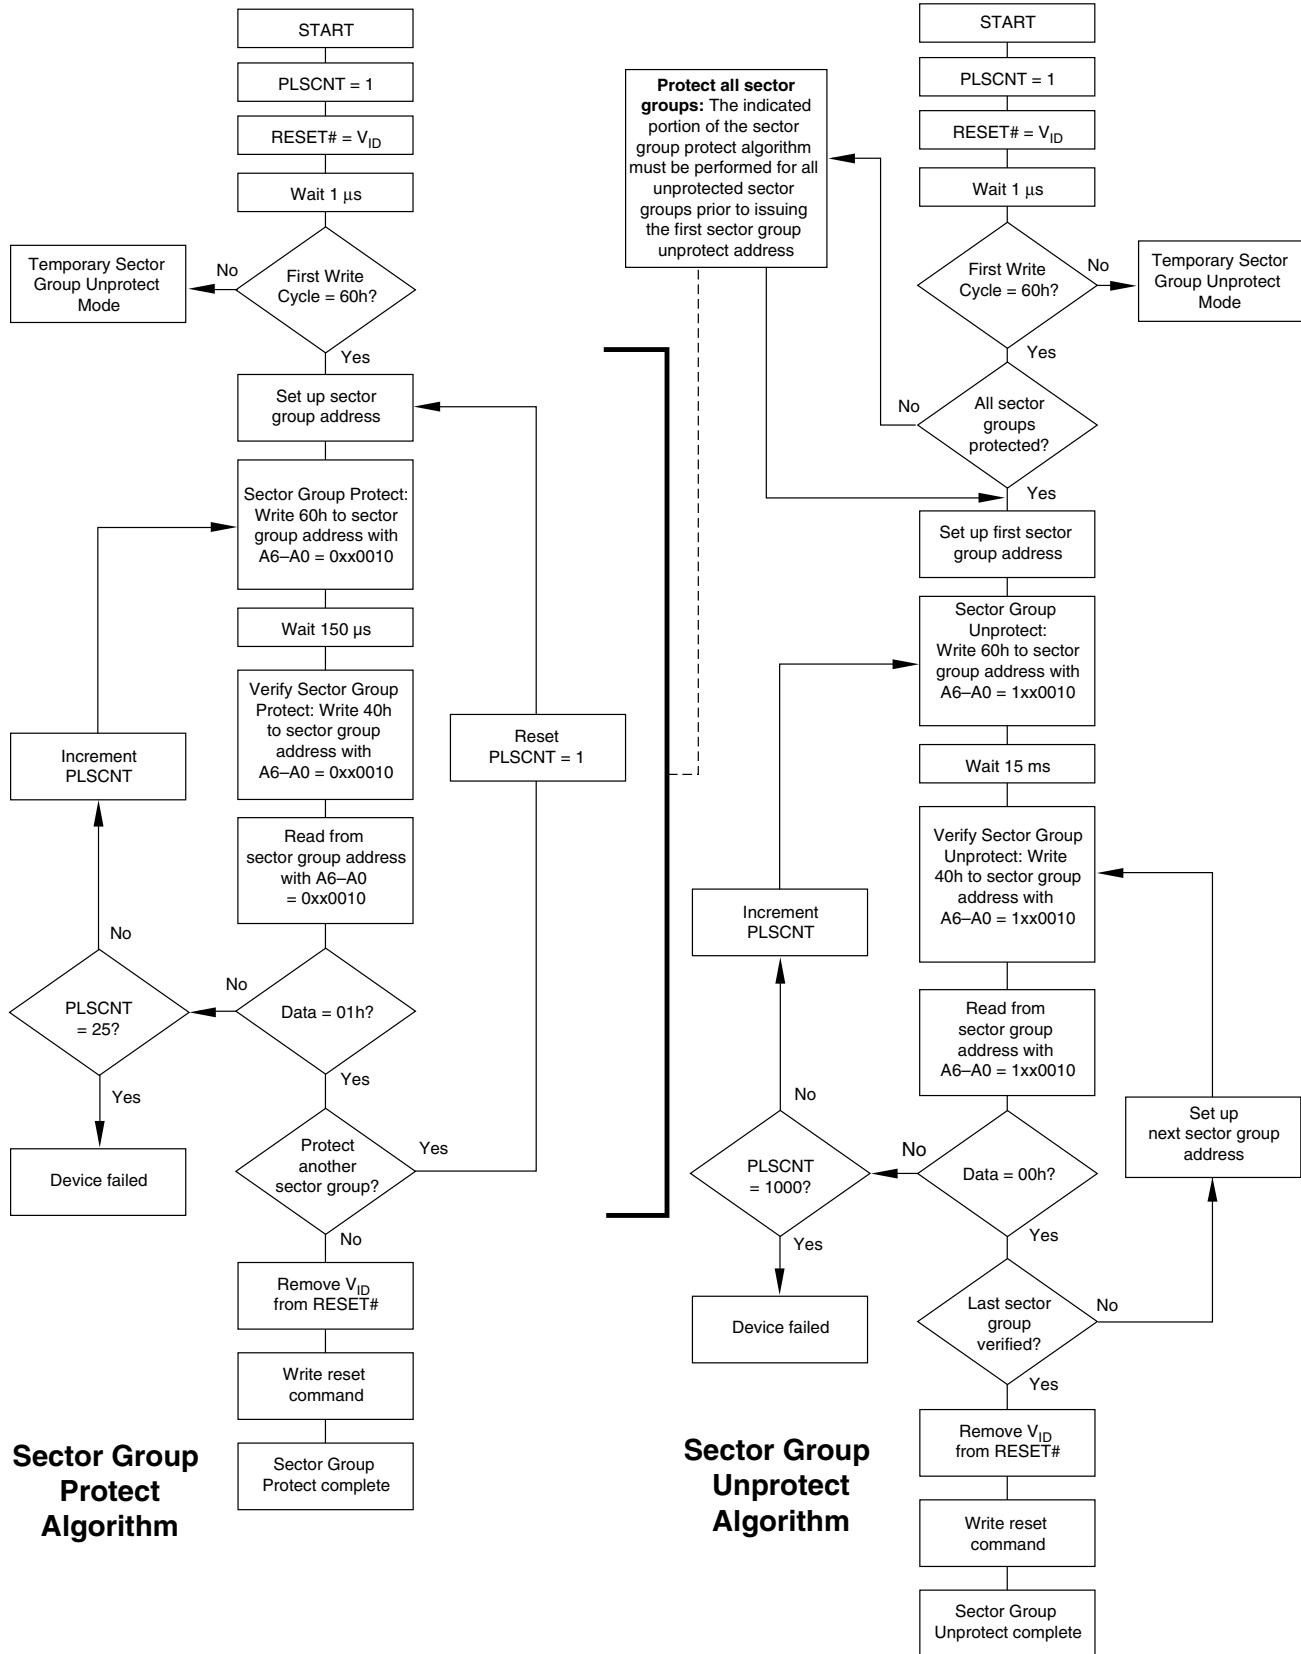 START
PLSCNT = 1
RESET# = VID
Wait 1 μs
First Write
Cycle = 60h?
No
Temporary Sector
Group Unprotect
Mode
Yes
Set up sector
group address
Sector Group Protect:
Write 60h to sector
group address with
A6–A0 = 0xx0010
Wait 150 µs
Verify Sector Group
Protect: Write 40h
to sector group
address with
A6–A0 = 0xx0010
Read from
sector group address
with A6–A0
= 0xx0010
Data = 01h?
No
PLSCNT
= 25?
No
Increment
PLSCNT
Yes
Device failed
Yes
Protect
another
sector group?
Yes
Reset
PLSCNT = 1
No
Remove VID
from RESET#
Write reset
command
Sector Group
Protect complete
Sector Group
Protect
Algorithm
Protect all sector
groups: The indicated
portion of the sector
group protect algorithm
must be performed for all
unprotected sector
groups prior to issuing
the first sector group
unprotect address
START
PLSCNT = 1
RESET# = VID
Wait 1 μs
First Write
Cycle = 60h?
No
Temporary Sector
Group Unprotect
Mode
Yes
All sector
groups
protected?
No
Yes
Set up first sector
group address
Sector Group
Unprotect:
Write 60h to sector
group address with
A6–A0 = 1xx0010
Wait 15 ms
Verify Sector Group
Unprotect: Write
40h to sector group
address with
A6–A0 = 1xx0010
Read from
sector group
address with
A6–A0 = 1xx0010
Data = 00h?
No
PLSCNT
= 1000?
No
Increment
PLSCNT
Yes
Device failed
Yes
Last sector
group
verified?
No
Set up
next sector group
address
Yes
Remove VID
from RESET#
Write reset
command
Sector Group
Unprotect complete
Sector Group
Unprotect
Algorithm